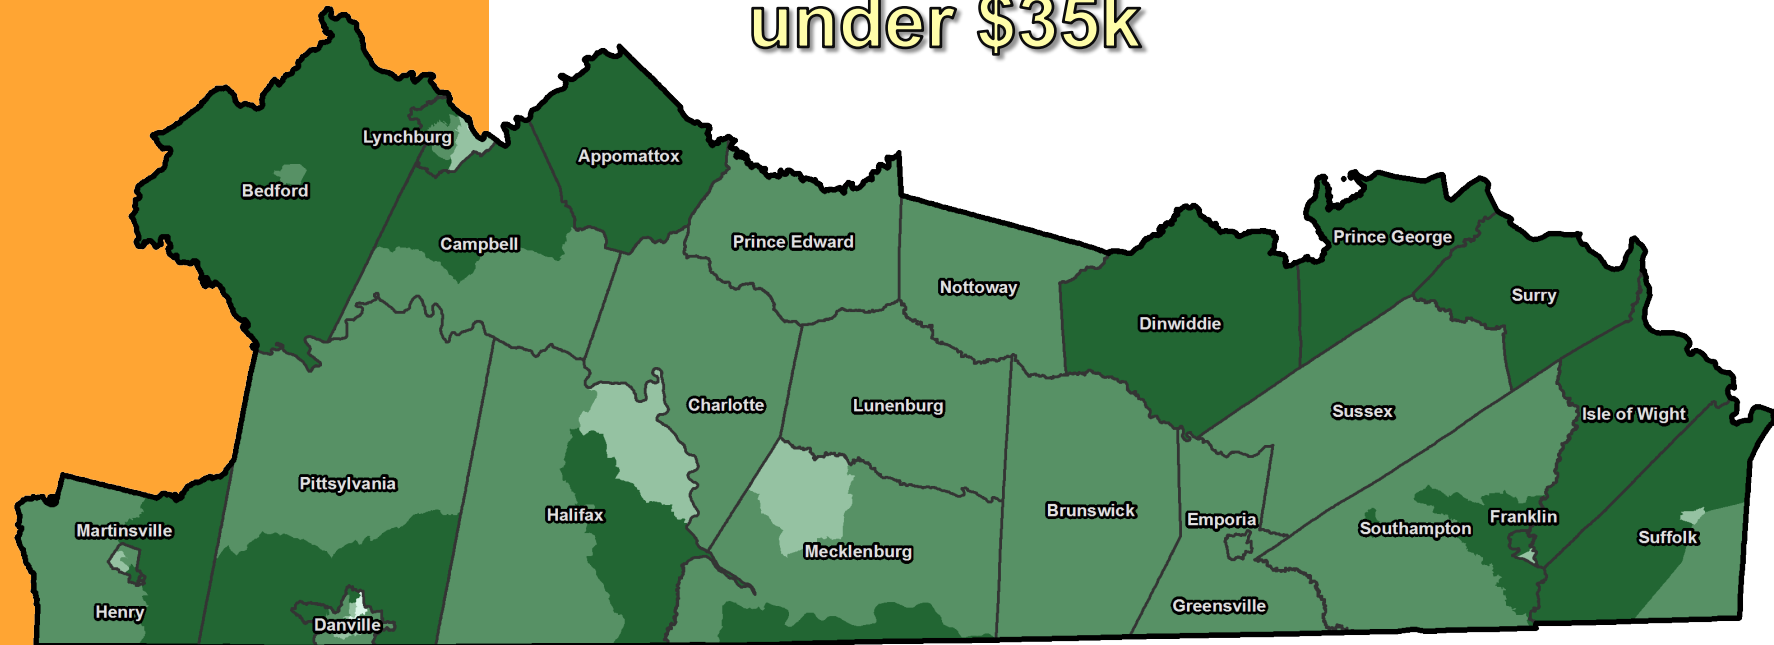 under $35k
Lynchburg
Appomattox
Bedford
Campbell
Prince Edward
Prince George
Nottoway
Surry
Dinwiddie
Charlotte
Lunenburg
Sussex
Isle of Wight
Pittsylvania
Halifax
Brunswick
Emporia
Franklin
Martinsville
Southampton
Suffolk
Mecklenburg
Henry
Greensville
Danville